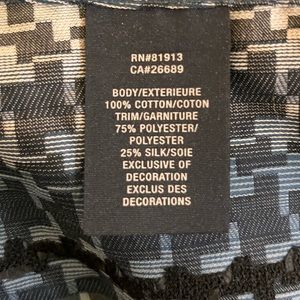 RN#81913
CA#26689
BODY/EXTERIEURE
100% COTTON/COTON
TRIM/GARNITURE
75% POLYESTER/
POLYESTER
25% SILK/SOIE
EXCLUSIVE OF
DECORATION
EXCLUS DES
DECORATIONS